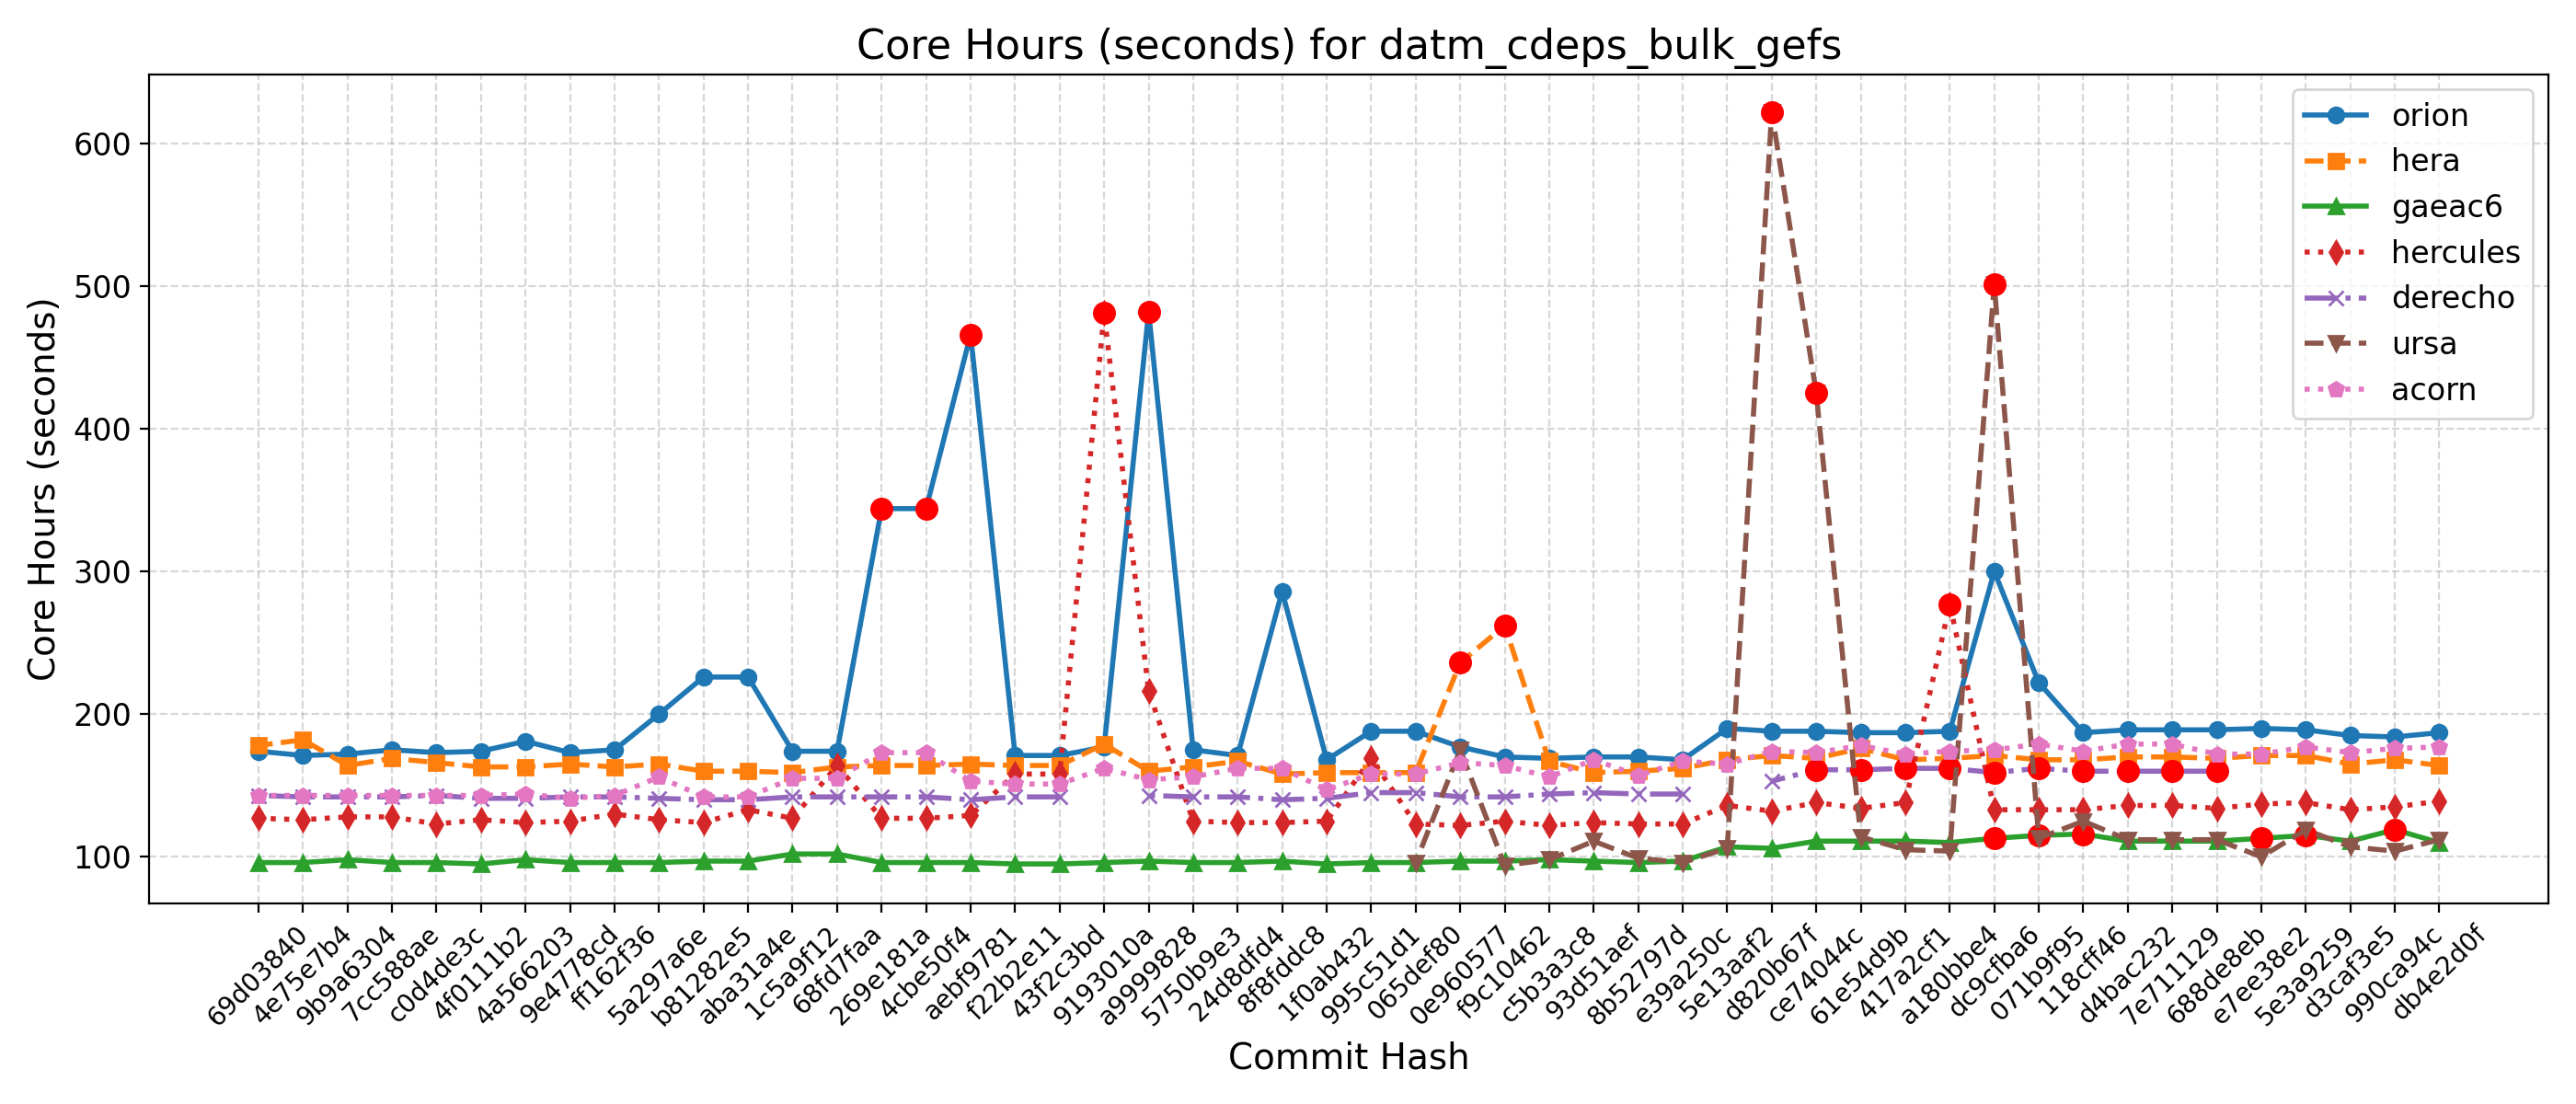 Core Hours (seconds) for datm_cdeps_bulk_gefs
Core Hours (seconds)
600
500
400
300
200
100
orion
hera
gaeac6
hercules
derecho
ursa
acorn
69d03840
4e75e7b4
9b9a6304
7cc588ae
c0d4de3c
4f0111b2
4a566203
9e4778cd
ff162f36
5a297a6e
b81282e5
aba31a4e
1c5a9f12
68fd7faa
269e181a
4cbe50f4
aebf9781
f22b2e11
43f2c3bd
9193010a
a9999828
5750b9e3
24d8dfd4
8f8fddc8
1f0ab432
995c51d1
065def80
0e960577
f9c10462
c5b3a3c8
93d51aef
8b52797d
e39a250c
5e13aaf2
d820b67f
ce74044c
61e54d9b
417a2cf1
a180bbe4
dc9cfba6
071b9f95
118cff46
d4bac232
7e711129
688de8eb
e7ee38e2
5e3a9259
d3caf3e5
990ca94c
db4e2d0f
Commit Hash